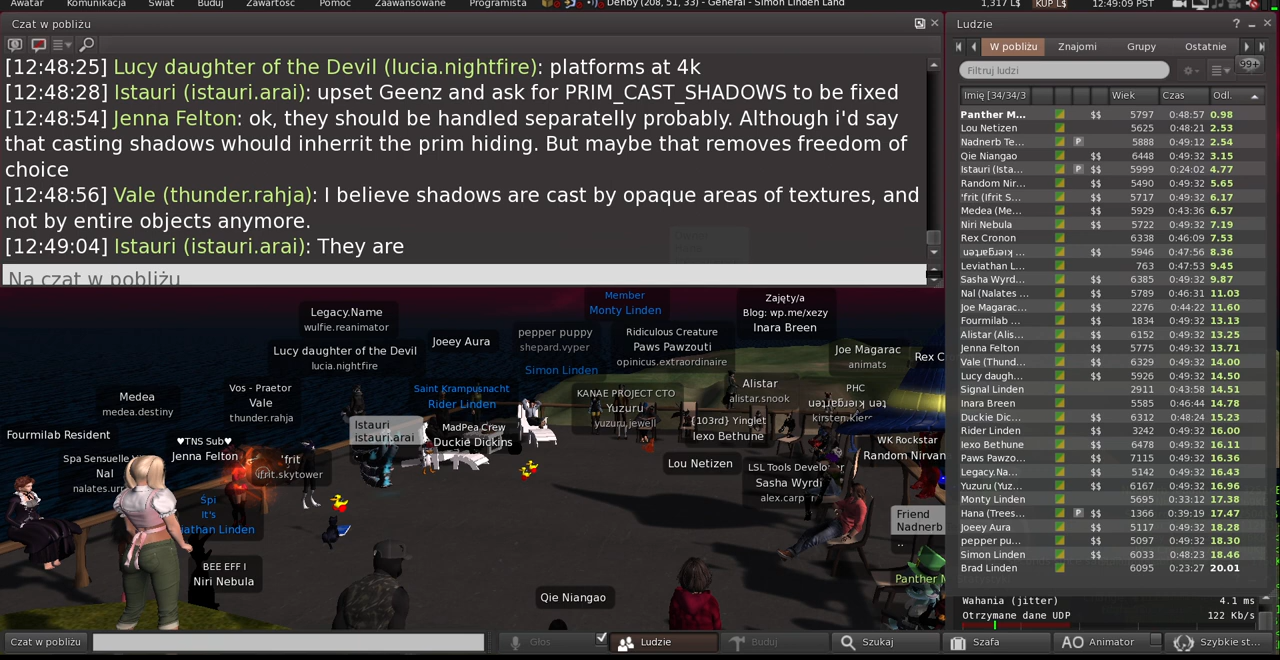 Awatar Komunikacja Świat Buduj Zawartość Pomoc Zaawansowane Programista Denby (208, 51, 33) - General - Simon Linden Land 1,317 L$ KUP L$ 12:49:09 PST
Czat w pobliżu
[12:48:25] Lucy daughter of the Devil (lucia.nightfire): platforms at 4k
[12:48:28] Istauri (istauri.arai): upset Geenz and ask for PRIM_CAST_SHADOWS to be fixed
[12:48:54] Jenna Felton: ok, they should be handled separatelly probably. Although i'd say
that casting shadows whould inherrit the prim hiding. But maybe that removes freedom of
choice
[12:48:56] Vale (thunder.rahja): I believe shadows are cast by opaque areas of textures, and
not by entire objects anymore.
[12:49:04] Istauri (istauri.arai): They are
Na czat w pobliżu
Member
Monty Linden
Legacy.Name
wulfie.reanimator
Zajęty/a
Blog: wp.me/xezy
Inara Breen
Joeey Aura
pepper puppy
shepard.vyper
Ridiculous Creature
Paws Pawzouti
opinicus.extraordinaire
Lucy daughter of the Devil
lucia.nightfire
Joe Magarac
animats
Rex C
Simon Linden
Vos - Praetor
Vale
thunder.rahja
Saint Krampusnacht
Rider Linden
Alistar
alistar.snook
KANAE PROJECT CTO
Yuzuru
yuzuru.jewell
PHC
kirsten.kier
Medea
medea.destiny
Istauri
istauri.arai
MadPea Crew
Duckie Dickins
{103rd} Yinglet
Iexo Bethune
Fourmilab Resident
♥TNS Sub♥
Jenna Felton
WK Rockstar
Random Nirvan
Spa Sensuelle
Nal
nalates.urr
'frit
ifrit.skytower
Lou Netizen
LSL Tools Develo
Sasha Wyrdi
alex.carp
Śpi
It's
iathan Linden
Friend
Nadnerb
..
BEE EFF I
Niri Nebula
Panther M
Qie Niangao
Czat w pobliżu Głos Ludzie Buduj Szukaj Szafa AO Animator Szybkie st...
Ludzie ?
W pobliżu Znajomi Grupy Ostatnie
Filtruj ludzi 99+
Imię [34/34/3 Wiek Czas Odl.
Panther M... $$ 5797 0:48:57 0.98
Lou Netizen 5625 0:48:21 2.53
Nadnerb Te... P 5888 0:49:12 2.54
Qie Niangao $$ 6448 0:49:32 3.15
Istauri (Ista... P $$ 5999 0:24:02 4.77
Random Nir... $$ 5490 0:49:32 5.65
'frit (Ifrit S... $$ 5717 0:49:32 6.17
Medea (Me... $$ 5929 0:43:36 6.57
Niri Nebula $$ 5722 0:49:32 7.19
Rex Cronon 6338 0:46:09 7.53
$$ 5946 0:47:56 8.36
Leviathan L... 763 0:47:53 9.45
Sasha Wyrd... $$ 6385 0:49:32 9.87
Nal (Nalates ... $$ 5789 0:46:31 11.03
Joe Magarac... $$ 2276 0:44:22 11.60
Fourmilab ... $$ 1834 0:49:32 13.13
Alistar (Alis... $$ 6152 0:49:32 13.25
Jenna Felton $$ 5775 0:49:32 13.71
Vale (Thund... $$ 6329 0:49:32 14.00
Lucy daugh... $$ 5926 0:49:32 14.50
Signal Linden 2911 0:43:58 14.51
Inara Breen 5585 0:46:44 14.78
Duckie Dic... $$ 6312 0:48:24 15.23
Rider Linden $$ 3242 0:49:32 16.00
Iexo Bethune $$ 6478 0:49:32 16.11
Paws Pawzo... $$ 7115 0:49:32 16.36
Legacy.Na... $$ 5142 0:49:32 16.43
Yuzuru (Yuz... $$ 6167 0:49:32 16.96
Monty Linden 5695 0:33:12 17.38
Hana (Trees... P $$ 1366 0:39:19 17.47
Joeey Aura $$ 5117 0:49:32 18.28
pepper pu... $$ 5097 0:49:32 18.30
Simon Linden $$ 6033 0:48:23 18.46
Brad Linden 6095 0:23:27 20.01
Wahania (jitter) 4.1 ms
Otrzymane dane UDP 122 Kb/s